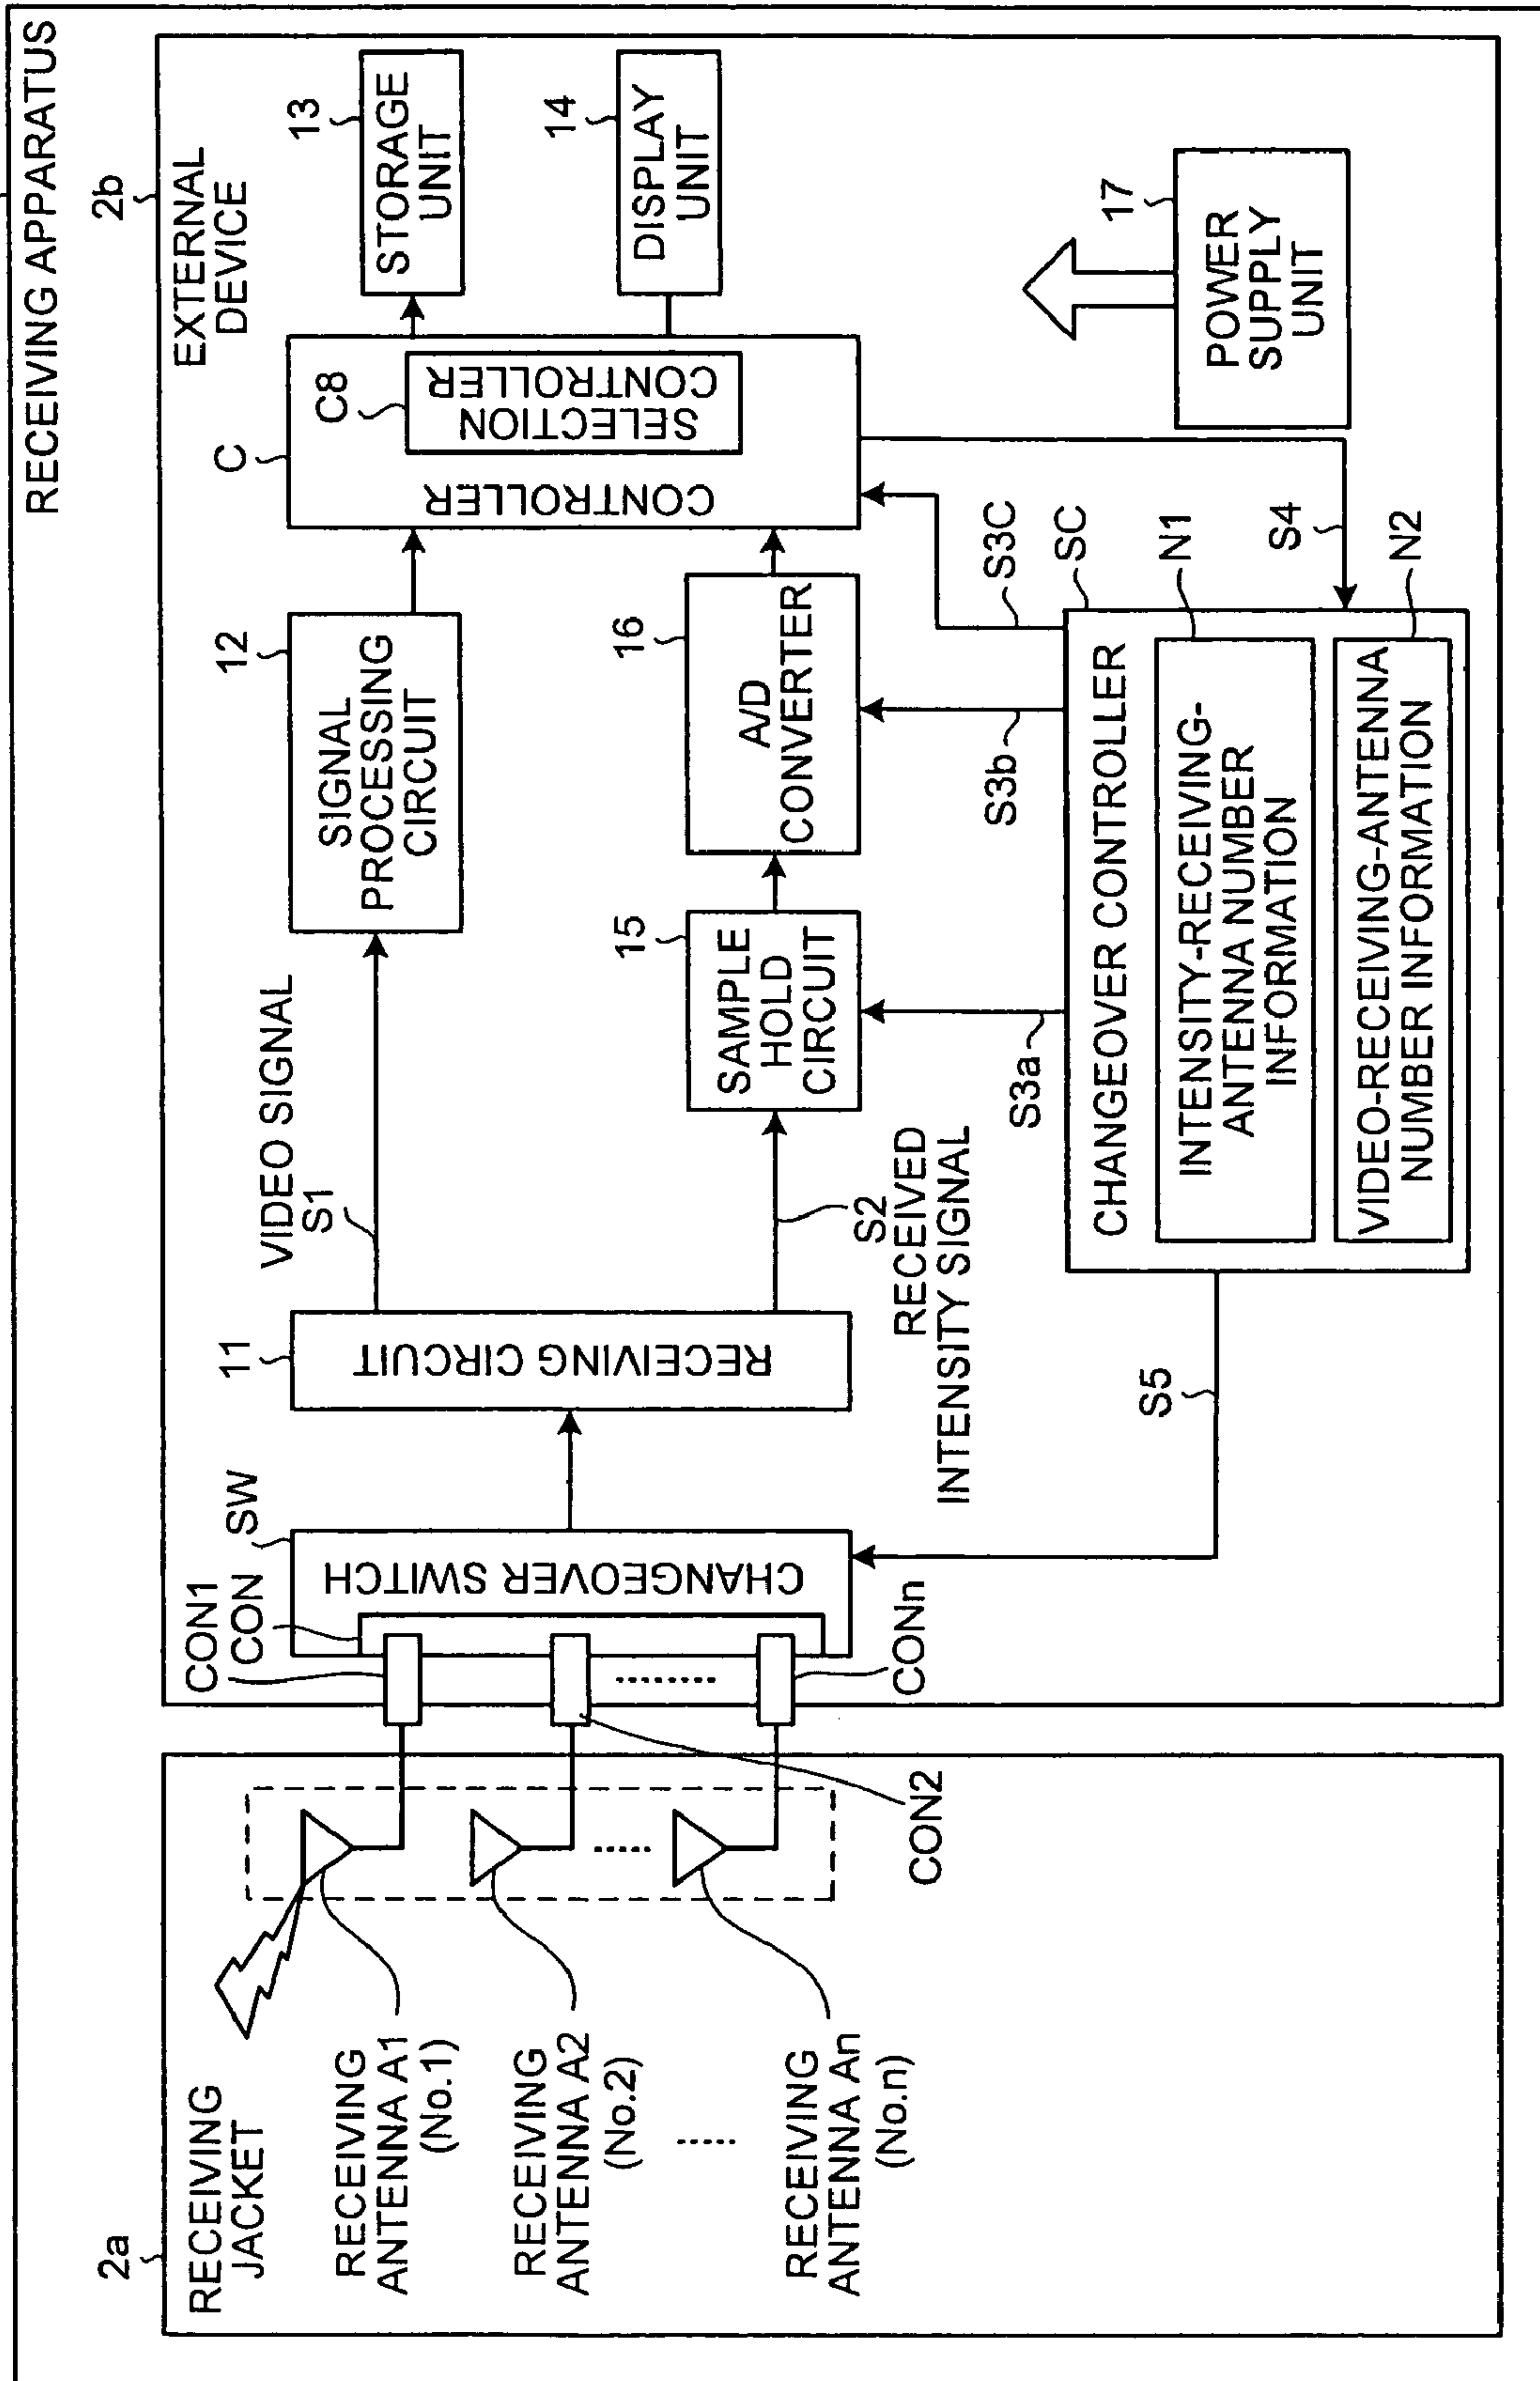 RECEIVING APPARATUS
2a
RECEIVING
JACKET
RECEIVING
ANTENNA A1
(No.1)
RECEIVING
ANTENNA A2
(No.2)
RECEIVING
ANTENNA An
(No.n)
2b
EXTERNAL
DEVICE
CON1
CON
CON2
CONn
SW
CHANGEOVER SWITCH
11
RECEIVING CIRCUIT
VIDEO SIGNAL
S1
S2
RECEIVED
INTENSITY SIGNAL
12
SIGNAL
PROCESSING
CIRCUIT
15
SAMPLE
HOLD
CIRCUIT
16
A/D
CONVERTER
C
CONTROLLER
C8
SELECTION
CONTROLLER
13
STORAGE
UNIT
14
DISPLAY
UNIT
S3a
S3b
S3C
SC
S4
S5
CHANGEOVER CONTROLLER
N1
INTENSITY-RECEIVING-
ANTENNA NUMBER
INFORMATION
N2
VIDEO-RECEIVING-ANTENNA
NUMBER INFORMATION
17
POWER
SUPPLY
UNIT